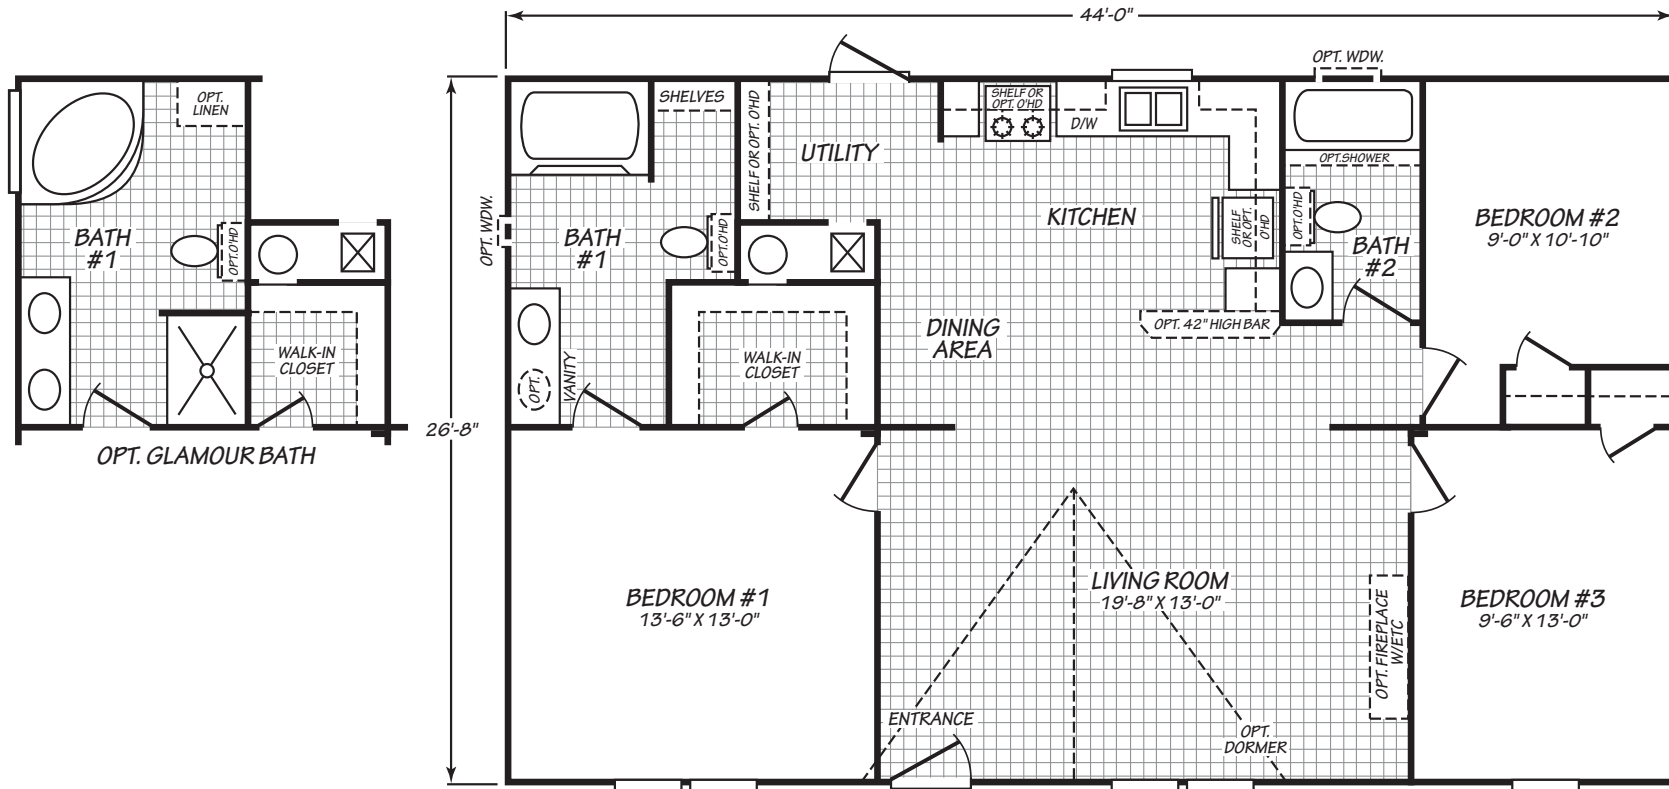 44'-0"
OPT. WDW.
OPT.
LINEN
SHELVES
SHELF OR OPT. O'HD
SHELF OR
OPT. O'HD
D/W
UTILITY
OPT.SHOWER
BATH
#1
OPT.O'HD
OPT. WDW.
BATH
#1
OPT.O'HD
KITCHEN
SHELF
OR OPT.
O'HD
OPT.O'HD
BATH
#2
BEDROOM #2
9'-0" X 10'-10"
WALK-IN
CLOSET
OPT.
VANITY
WALK-IN
CLOSET
DINING
AREA
OPT. 42" HIGH BAR
26'-8"
OPT. GLAMOUR BATH
BEDROOM #1
13'-6" X 13'-0"
LIVING ROOM
19'-8" X 13'-0"
OPT. FIREPLACE
W/ETC
BEDROOM #3
9'-6" X 13'-0"
ENTRANCE
OPT.
DORMER